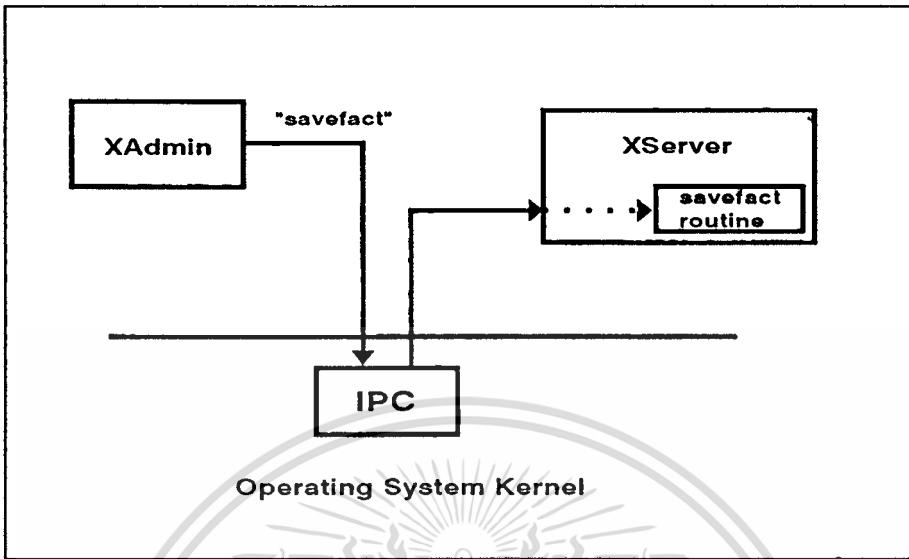 "savefact"
XAdmin
XServer
savefact
routine
IPC
Operating System Kernel